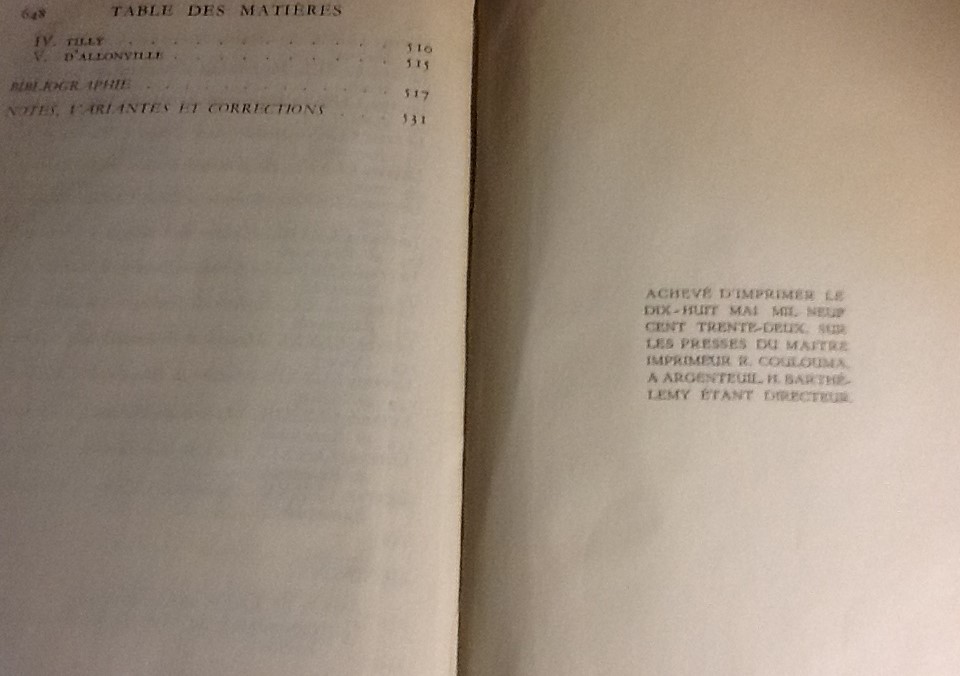 648 TABLE DES MATIÈRES
IV. TILLY . . . . . . . . . . . 510
V. D'ALLONVILLE . . . . . . . . . 515
BIBLIOGRAPHIE . . . . . . . . . . 517
NOTES, VARIANTES ET CORRECTIONS . . . 531
ACHEVÉ D'IMPRIMER LE
DIX-HUIT MAI MIL NEUF
CENT TRENTE-DEUX, SUR
LES PRESSES DU MAITRE
IMPRIMEUR R. COULOUMA,
A ARGENTEUIL, H. BARTHÉ-
LEMY ÉTANT DIRECTEUR.